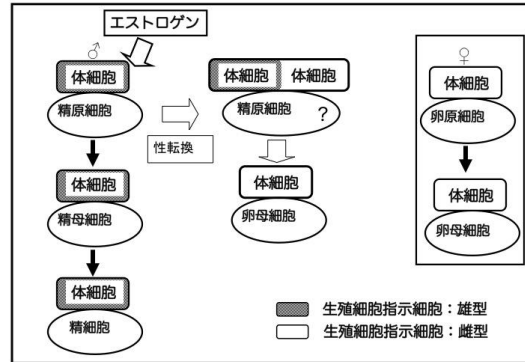 エストロゲン
♂
体細胞
精原細胞
体細胞 体細胞
精原細胞 ?
性転換
体細胞
精母細胞
体細胞
卵母細胞
体細胞
精細胞
♀
体細胞
卵原細胞
体細胞
卵母細胞
生殖細胞指示細胞：雄型
生殖細胞指示細胞：雌型